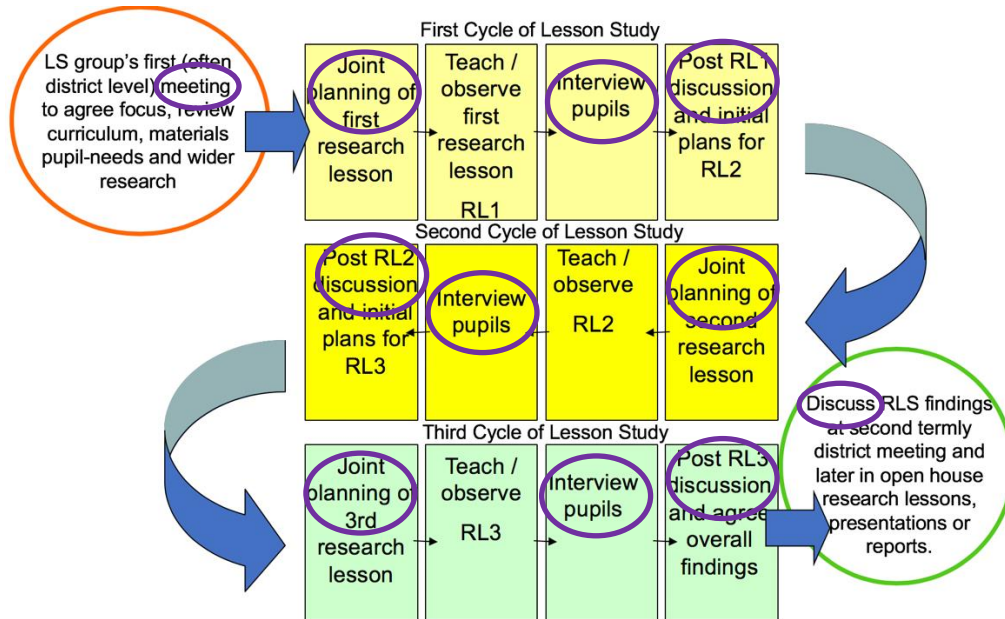 First Cycle of Lesson Study
LS group's first (often
district level) meeting
to agree focus, review
curriculum, materials
pupil-needs and wider
research
Joint
planning of
first
research
lesson
Teach /
observe
first
research
lesson
RL1
Interview
pupils
Post RL1
discussion
and initial
plans for
RL2
Second Cycle of Lesson Study
Post RL2
discussion
and initial
plans for
RL3
Interview
pupils
Teach /
observe
RL2
Joint
planning of
second
research
lesson
Third Cycle of Lesson Study
Joint
planning of
3rd
research
lesson
Teach /
observe
RL3
Interview
pupils
Post RL3
discussion
and agree
overall
findings
Discuss RLS findings
at second termly
district meeting and
later in open house
research lessons,
presentations or
reports.